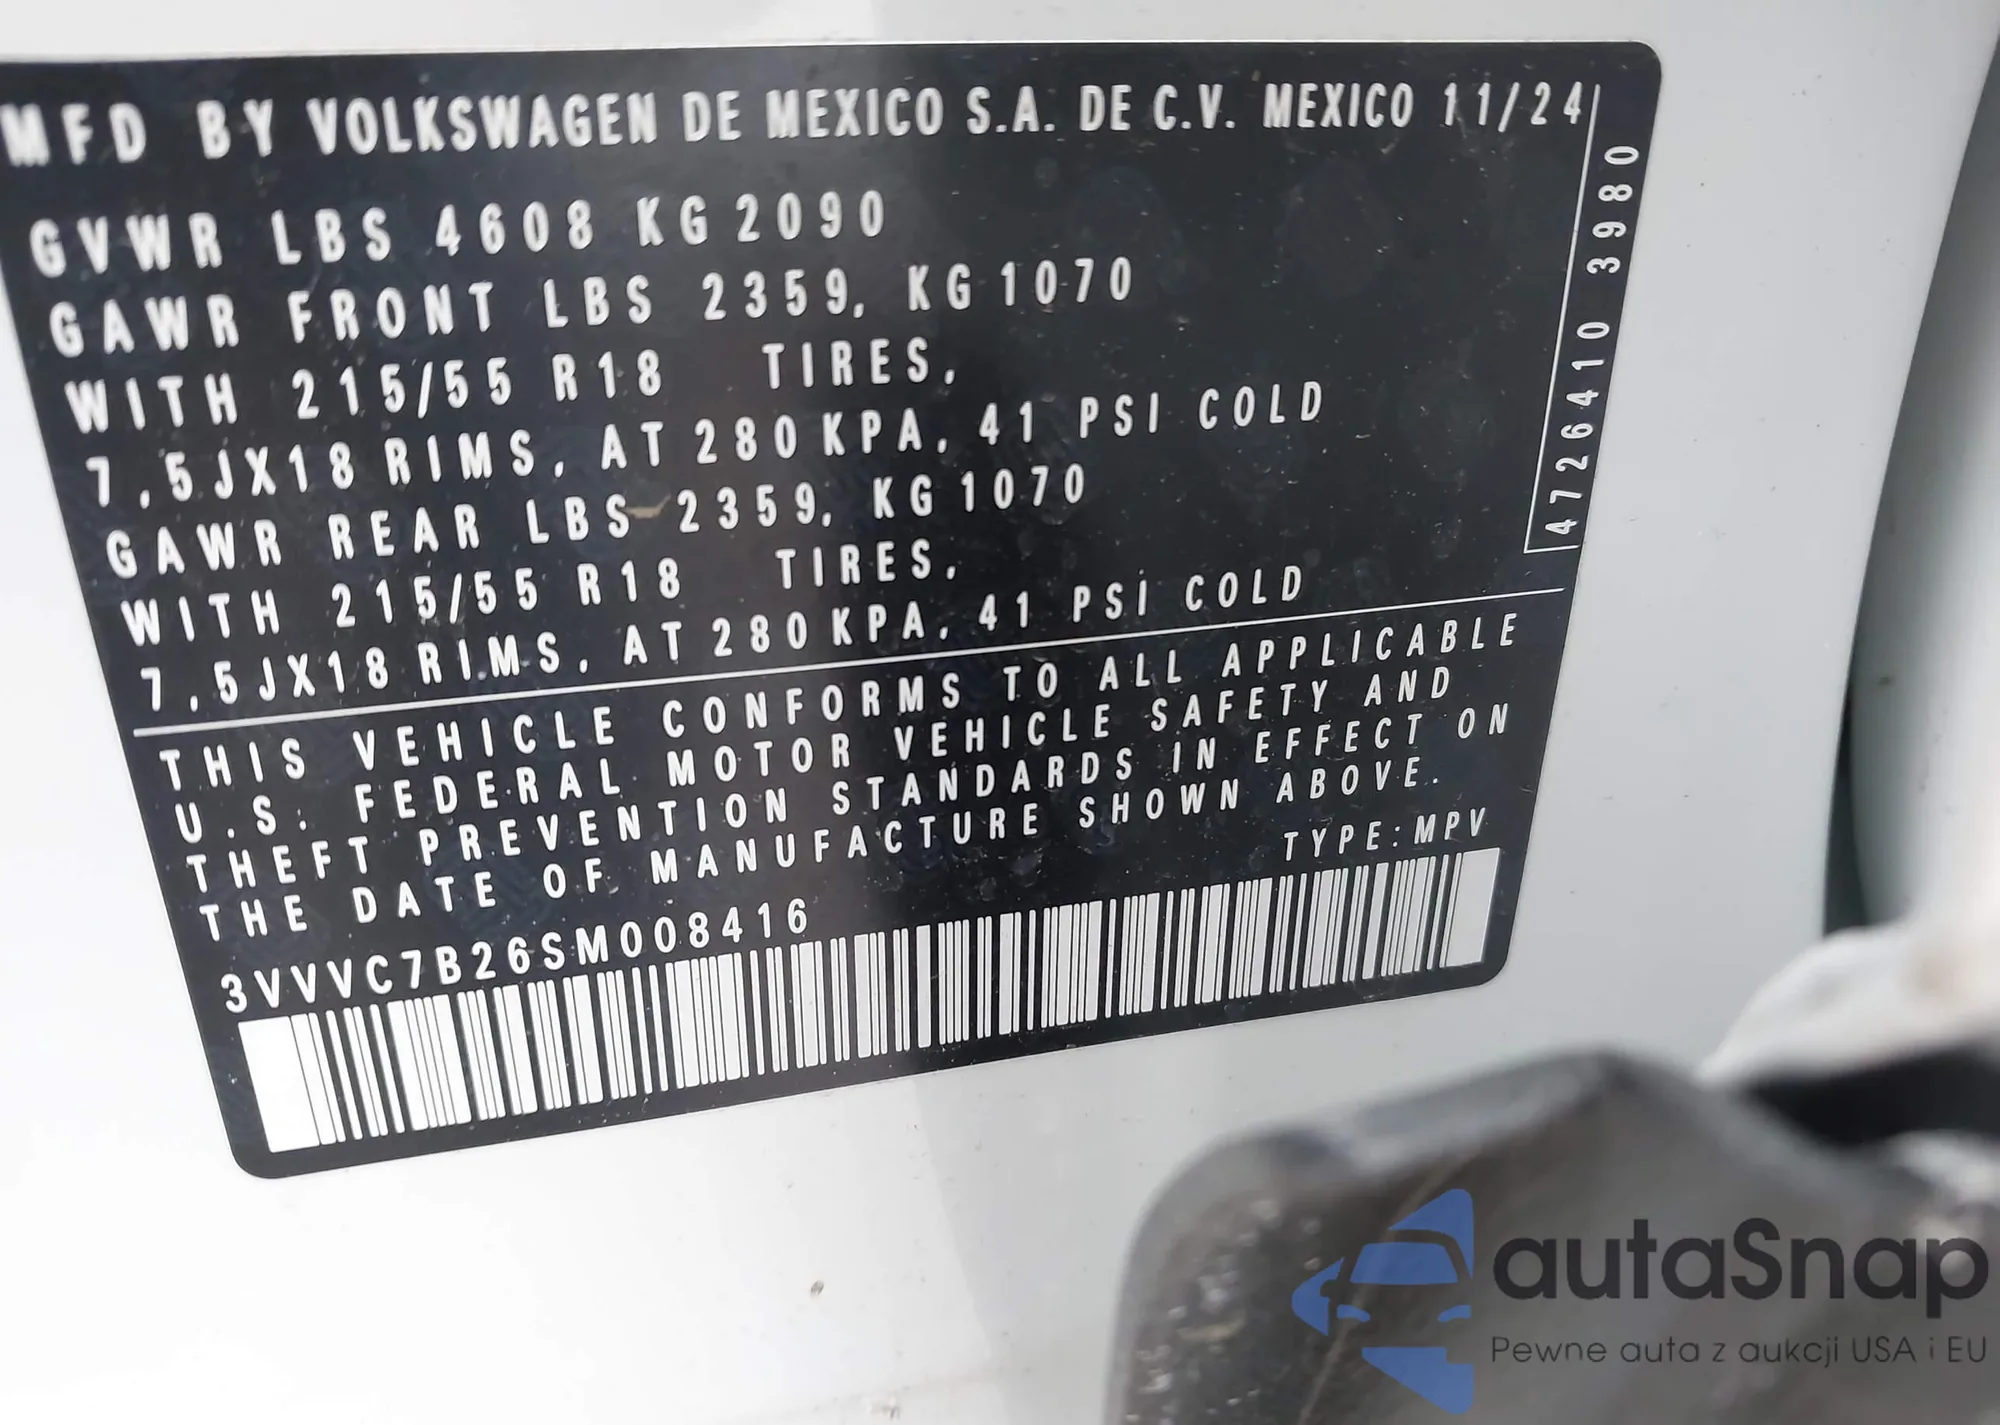 MFD BY VOLKSWAGEN DE MEXICO S.A. DE C.V. MEXICO 11/24
GVWR LBS 4608 KG 2090
GAWR FRONT LBS 2359, KG 1070
WITH 215/55 R18 TIRES,
7,5JX18 RIMS, AT 280 KPA, 41 PSI COLD
GAWR REAR LBS 2359, KG 1070
WITH 215/55 R18 TIRES,
7,5JX18 RIMS, AT 280 KPA, 41 PSI COLD
4726410 3980
THIS VEHICLE CONFORMS TO ALL APPLICABLE
U.S. FEDERAL MOTOR VEHICLE SAFETY AND
THEFT PREVENTION STANDARDS IN EFFECT ON
THE DATE OF MANUFACTURE SHOWN ABOVE.
TYPE:MPV
3VVVC7B26SM008416
autaSnap
Pewne auta z aukcji USA i EU